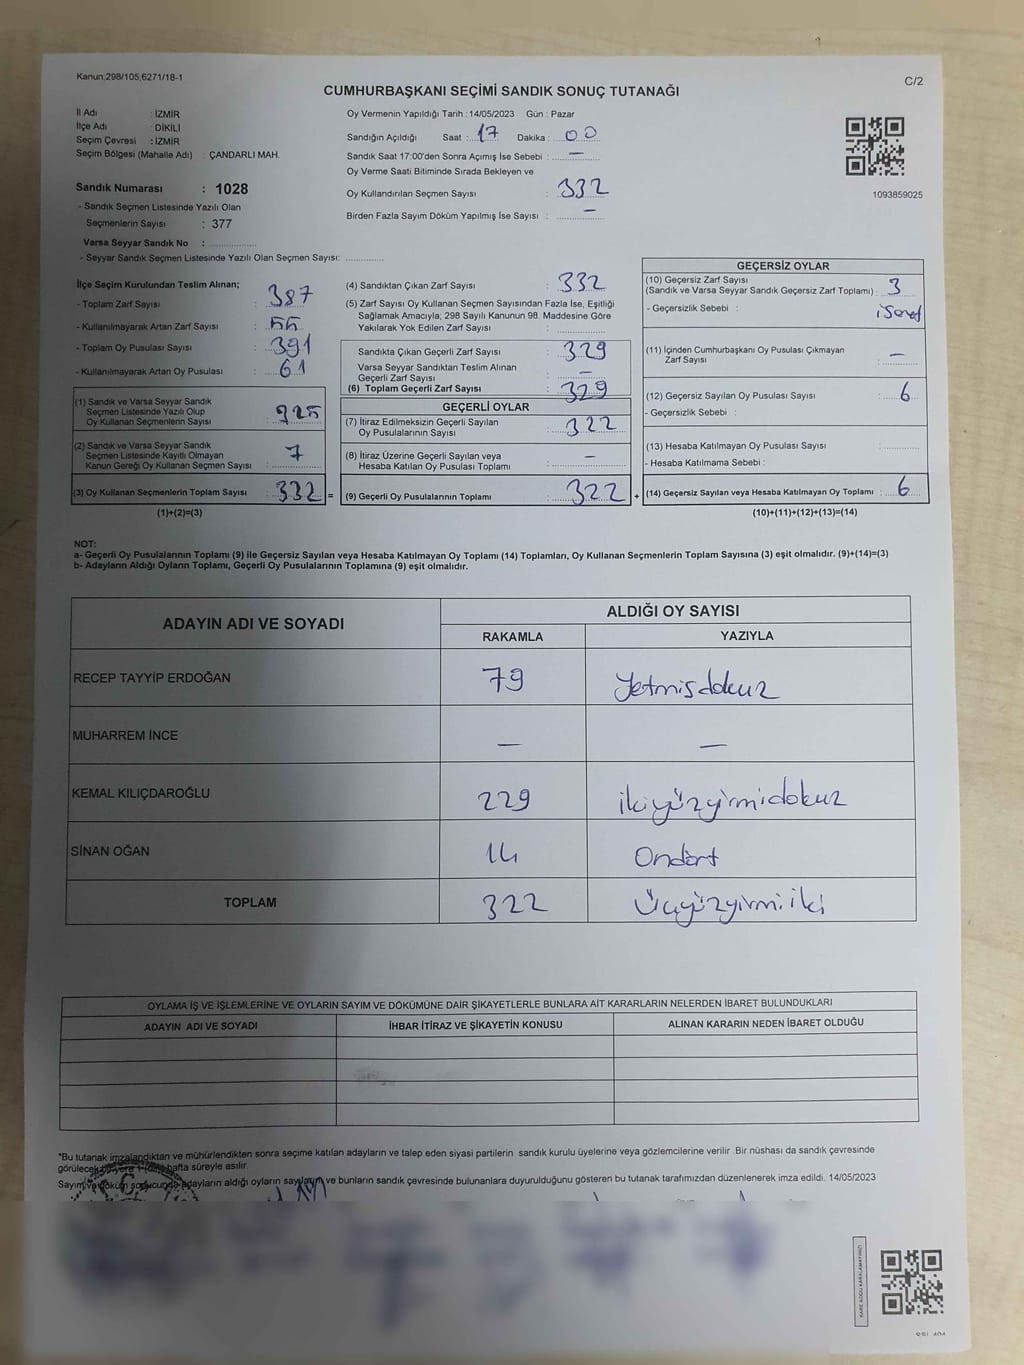 Kanun;298/105,6271/18-1
C/2
CUMHURBAŞKANI SEÇİMİ SANDIK SONUÇ TUTANAĞI
İl Adı : İZMİR
İlçe Adı : DİKİLİ
Seçim Çevresi : İZMİR
Seçim Bölgesi (Mahalle Adı) : ÇANDARLI MAH.
Sandık Numarası : 1028
- Sandık Seçmen Listesinde Yazılı Olan
Seçmenlerin Sayısı : 377
Varsa Seyyar Sandık No : ..............
- Seyyar Sandık Seçmen Listesinde Yazılı Olan Seçmen Sayısı: ............
Oy Vermenin Yapıldığı Tarih : 14/05/2023 Gün : Pazar
Sandığın Açıldığı Saat : 17 Dakika : 00
Sandık Saat 17:00'den Sonra Açımış İse Sebebi : —
Oy Verme Saati Bitiminde Sırada Bekleyen ve
Oy Kullandırılan Seçmen Sayısı : 332
Birden Fazla Sayım Döküm Yapılmış İse Sayısı : —
1093859025
İlçe Seçim Kurulundan Teslim Alınan;
- Toplam Zarf Sayısı : 387
- Kullanılmayarak Artan Zarf Sayısı : 55
- Toplam Oy Pusulası Sayısı : 391
- Kullanılmayarak Artan Oy Pusulası : 61
(1) Sandık ve Varsa Seyyar Sandık
Seçmen Listesinde Yazılı Olup
Oy Kullanan Seçmenlerın Sayısı : 325
(2) Sandık ve Varsa Seyyar Sandık
Seçmen Listesinde Kayıtlı Olmayan
Kanun Gereği Oy Kullanan Seçmen Sayısı : 7
(3) Oy Kullanan Seçmenlerin Toplam Sayısı : 332 =
(1)+(2)=(3)
(4) Sandıktan Çıkan Zarf Sayısı : 332
(5) Zarf Sayısı Oy Kullanan Seçmen Sayısından Fazla İse, Eşitliği
Sağlamak Amacıyla; 298 Sayılı Kanunun 98. Maddesine Göre
Yakılarak Yok Edilen Zarf Sayısı :
Sandıkta Çıkan Geçerli Zarf Sayısı : 329
Varsa Seyyar Sandıktan Teslim Alınan
Geçerli Zarf Sayısı : —
(6) Toplam Geçerli Zarf Sayısı : 329
GEÇERLİ OYLAR
(7) İtiraz Edilmeksizin Geçerli Sayılan
Oy Pusulalarının Sayısı : 322
(8) İtiraz Üzerine Geçerli Sayılan veya
Hesaba Katılan Oy Pusulası Toplamı : —
(9) Geçerli Oy Pusulalarının Toplamı : 322 +
GEÇERSİZ OYLAR
(10) Geçersiz Zarf Sayısı
(Sandık ve Varsa Seyyar Sandık Geçersiz Zarf Toplamı) : 3
- Geçersizlik Sebebi :
(11) İçinden Cumhurbaşkanı Oy Pusulası Çıkmayan
Zarf Sayısı : —
(12) Geçersiz Sayılan Oy Pusulası Sayısı : 6
- Geçersizlik Sebebi :
(13) Hesaba Katılmayan Oy Pusulası Sayısı :
- Hesaba Katılmama Sebebi :
(14) Geçersiz Sayılan veya Hesaba Katılmayan Oy Toplamı : 6
(10)+(11)+(12)+(13)=(14)
NOT:
a- Geçerli Oy Pusulalarının Toplamı (9) ile Geçersiz Sayılan veya Hesaba Katılmayan Oy Toplamı (14) Toplamları, Oy Kullanan Seçmenlerin Toplam Sayısına (3) eşit olmalıdır. (9)+(14)=(3)
b- Adayların Aldığı Oyların Toplamı, Geçerli Oy Pusulalarının Toplamına (9) eşit olmalıdır.
ADAYIN ADI VE SOYADI ALDIĞI OY SAYISI
RAKAMLA YAZIYLA
RECEP TAYYİP ERDOĞAN 79 Yetmişdokuz
MUHARREM İNCE — —
KEMAL KILIÇDAROĞLU 229 ikiyüzyirmidokuz
SİNAN OĞAN 14 Ondört
TOPLAM 322 Üçyüzyirmiiki
OYLAMA İŞ VE İŞLEMLERİNE VE OYLARIN SAYIM VE DÖKÜMÜNE DAİR ŞİKAYETLERLE BUNLARA AİT KARARLARIN NELERDEN İBARET BULUNDUKLARI
ADAYIN ADI VE SOYADI İHBAR İTİRAZ VE ŞİKAYETİN KONUSU ALINAN KARARIN NEDEN İBARET OLDUĞU
*Bu tutanak imzalandıktan ve mühürlendikten sonra seçime katılan adayların ve talep eden siyasi partilerin sandık kurulu üyelerine veya gözlemcilerine verilir. Bir nüshası da sandık çevresinde
görülecek bir yere 1 (bir) hafta süreyle asılır.
Sayım ve döküm sonucunda adayların aldığı oyların sayıların ve bunların sandık çevresinde bulunanlara duyurulduğunu gösteren bu tutanak tarafımızdan düzenlenerek imza edildi. 14/05/2023
KARE KODU KARALAMAYINIZ!